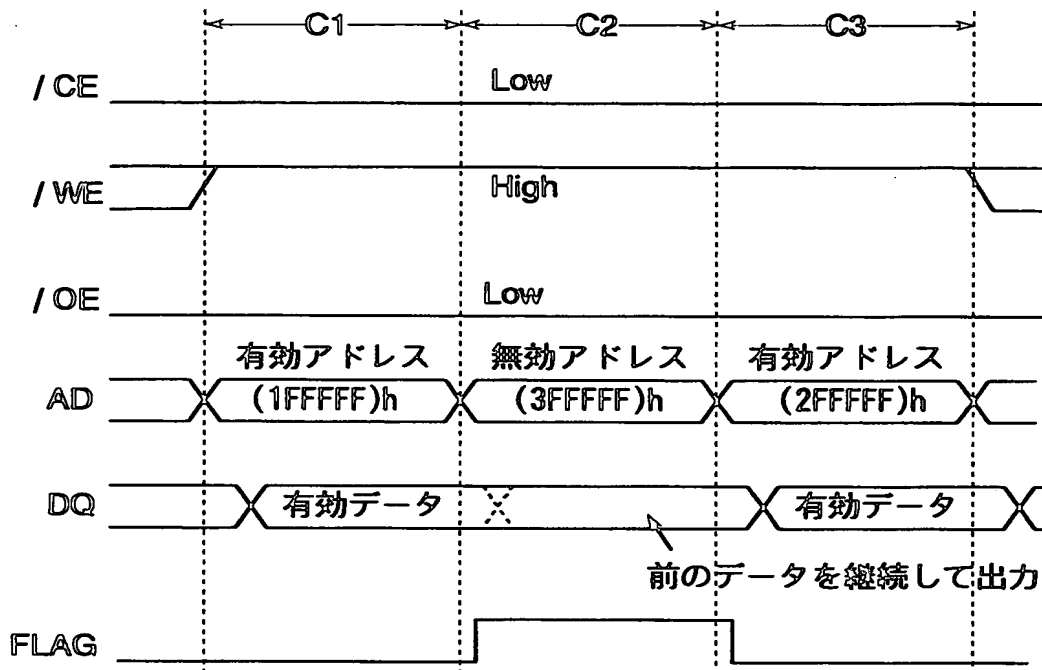 C1 C2 C3
/CE Low
/WE High
/OE Low
有効アドレス 無効アドレス 有効アドレス
AD (1FFFFF)h (3FFFFF)h (2FFFFF)h
DQ 有効データ 有効データ
前のデータを継続して出力
FLAG